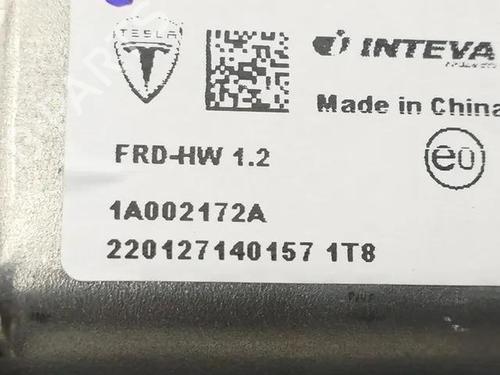 TESLA
INTEVA
Made in China
e0
FRD-HW 1.2
1A002172A
220127140157 1T8